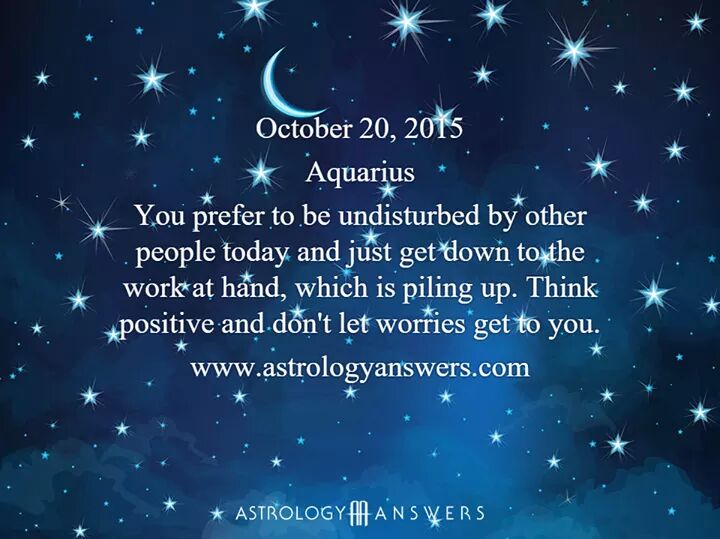 October 20, 2015
Aquarius
You prefer to be undisturbed by other
people today and just get down to the
work at hand, which is piling up. Think
positive and don't let worries get to you.
www.astrologyanswers.com
ASTROLOGY ANSWERS